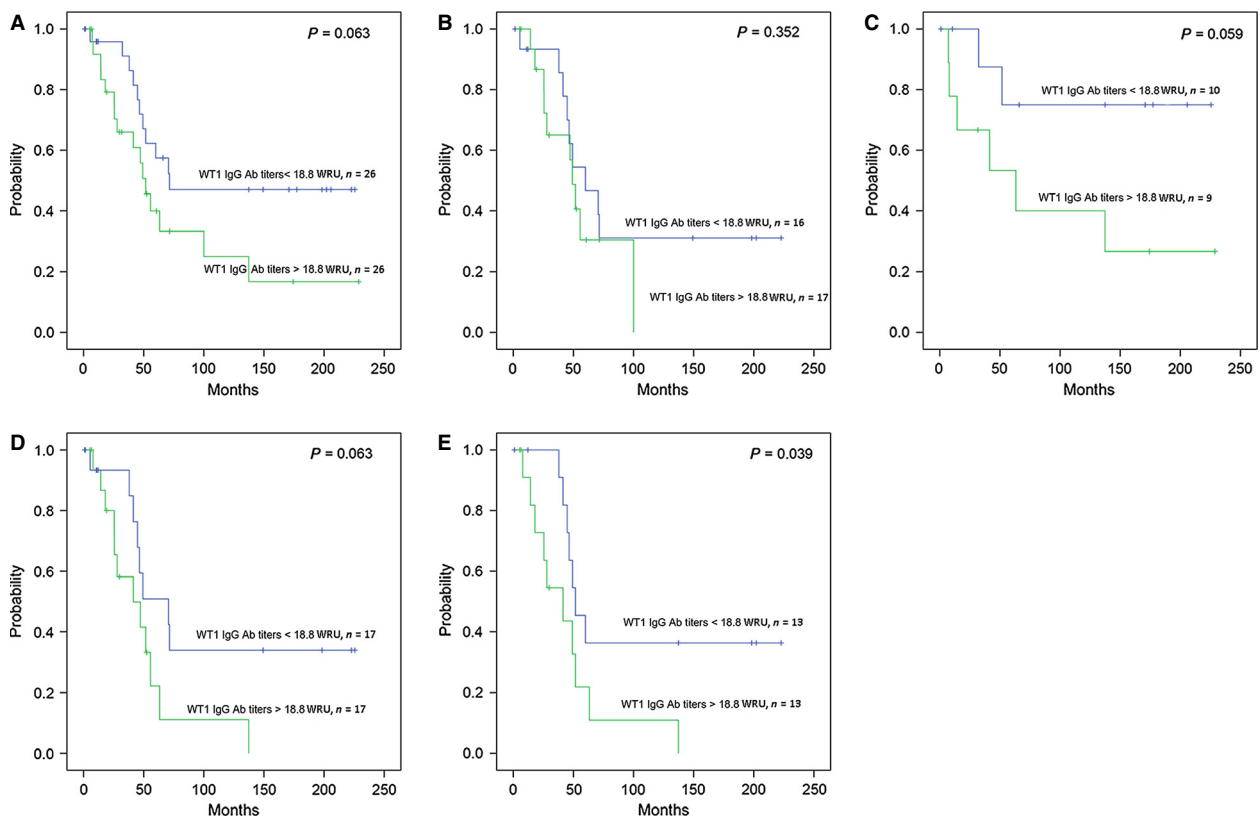 A
P = 0.063
1.0
0.8
0.6
0.4
0.2
0.0
Probability
WT1 IgG Ab titers< 18.8 WRU, n = 26
WT1 IgG Ab titers > 18.8 WRU, n = 26
0 50 100 150 200 250
Months
B
P = 0.352
1.0
0.8
0.6
0.4
0.2
0.0
Probability
WT1 IgG Ab titers < 18.8 WRU, n = 16
WT1 IgG Ab titers > 18.8 WRU, n = 17
0 50 100 150 200 250
Months
C
P = 0.059
1.0
0.8
0.6
0.4
0.2
0.0
Probability
WT1 IgG Ab titers < 18.8 WRU, n = 10
WT1 IgG Ab titers > 18.8 WRU, n = 9
0 50 100 150 200 250
Months
D
P = 0.063
1.0
0.8
0.6
0.4
0.2
0.0
Probability
WT1 IgG Ab titers < 18.8 WRU, n = 17
WT1 IgG Ab titers > 18.8 WRU, n = 17
0 50 100 150 200 250
Months
E
P = 0.039
1.0
0.8
0.6
0.4
0.2
0.0
Probability
WT1 IgG Ab titers < 18.8 WRU, n = 13
WT1 IgG Ab titers > 18.8 WRU, n = 13
0 50 100 150 200 250
Months